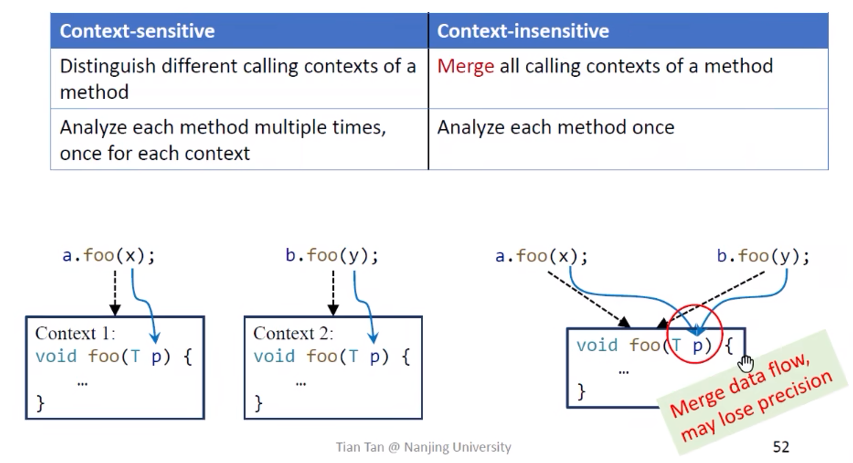 Context-sensitive
Context-insensitive
Distinguish different calling contexts of a
method
Merge all calling contexts of a method
Analyze each method multiple times,
once for each context
Analyze each method once
a.foo(x);
b.foo(y);
a.foo(x);
b.foo(y);
Context 1:
void foo(T p) {
…
}
Context 2:
void foo(T p) {
…
}
void foo(T p) {
…
}
Merge data flow,
may lose precision
Tian Tan @ Nanjing University
52